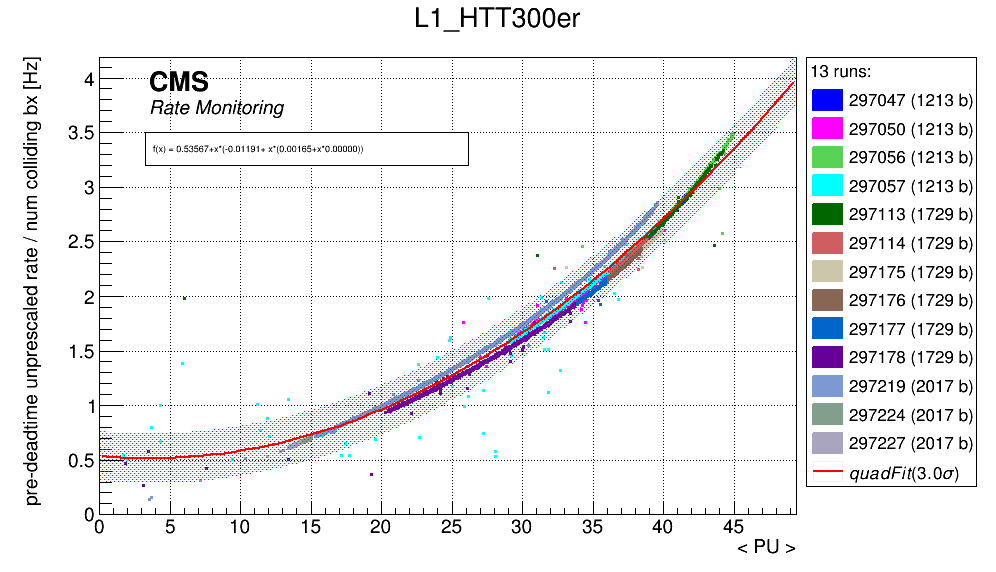 L1_HTT300er
pre-deadtime unprescaled rate / num colliding bx [Hz]
CMS
Rate Monitoring
f(x) = 0.53567+x*(-0.01191+ x*(0.00165+x*0.00000))
4
3.5
3
2.5
2
1.5
1
0.5
0
0 5 10 15 20 25 30 35 40 45
< PU >
13 runs:
297047 (1213 b)
297050 (1213 b)
297056 (1213 b)
297057 (1213 b)
297113 (1729 b)
297114 (1729 b)
297175 (1729 b)
297176 (1729 b)
297177 (1729 b)
297178 (1729 b)
297219 (2017 b)
297224 (2017 b)
297227 (2017 b)
quadFit(3.0σ)